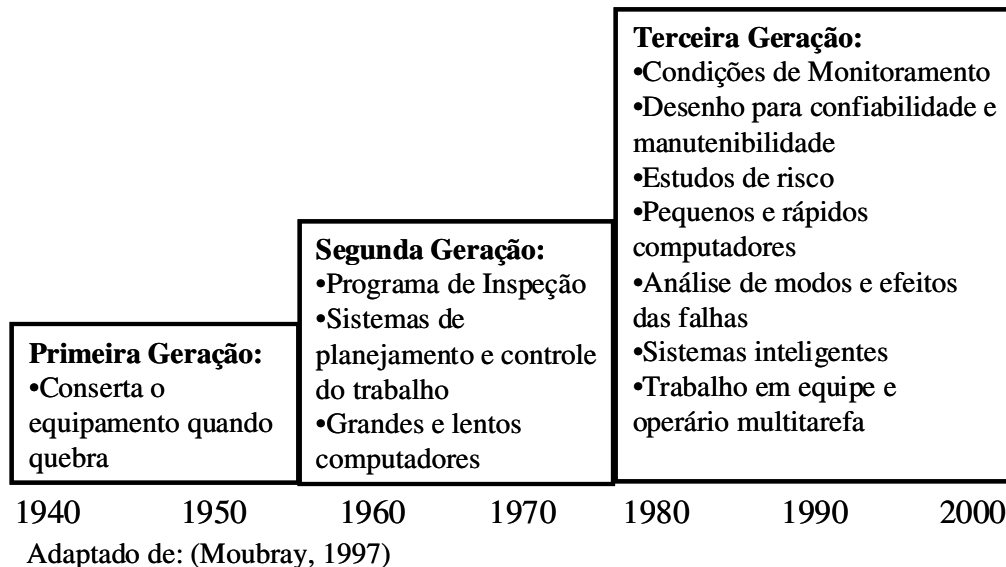 Primeira Geração:
•Conserta o
equipamento quando
quebra
Segunda Geração:
•Programa de Inspeção
•Sistemas de
planejamento e controle
do trabalho
•Grandes e lentos
computadores
Terceira Geração:
•Condições de Monitoramento
•Desenho para confiabilidade e
manutenibilidade
•Estudos de risco
•Pequenos e rápidos
computadores
•Análise de modos e efeitos
das falhas
•Sistemas inteligentes
•Trabalho em equipe e
operário multitarefa
1940 1950 1960 1970 1980 1990 2000
Adaptado de: (Moubray, 1997)